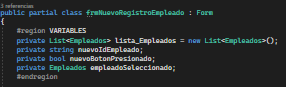 3 referencias
public partial class frmNuevoRegistroEmpleado : Form
{
#region VARIABLES
private List<Empleados> lista_Empleados = new List<Empleados>();
private string nuevoIdEmpleado;
private bool nuevoBotonPresionado;
private Empleados empleadoSeleccionado;
#endregion